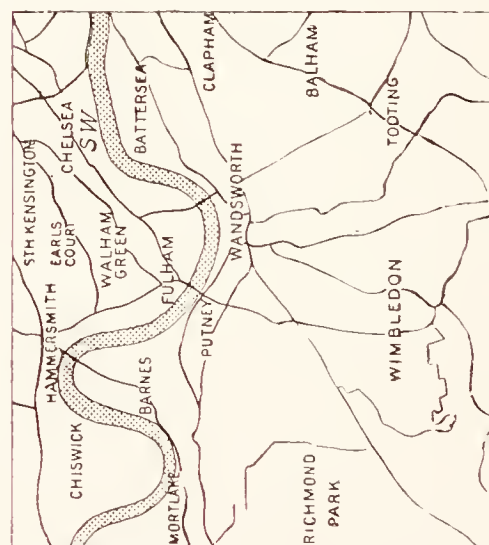 STH KENSINGTON
EARLS
COURT
CHELSEA
SW
BATTERSEA
CLAPHAM
BALHAM
TOOTING
HAMMERSMITH
WALHAM
GREEN
FULHAM
WANDSWORTH
PUTNEY
WIMBLEDON
CHISWICK
BARNES
MORTLAKE
RICHMOND
PARK